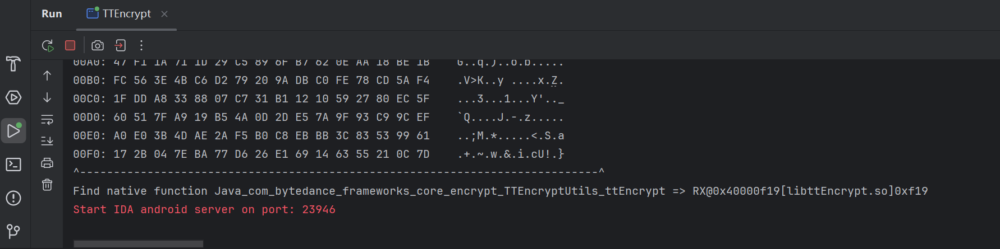 Run TTEncrypt
00A0: 47 F1 1A 71 1D 29 C5 89 6F B7 62 0E AA 18 BE 1B    G..q.)..o.b.....
00B0: FC 56 3E 4B C6 D2 79 20 9A DB C0 FE 78 CD 5A F4    .V>K..y ....x.Z.
00C0: 1F DD A8 33 88 07 C7 31 B1 12 10 59 27 80 EC 5F    ...3...1...Y'.._
00D0: 60 51 7F A9 19 B5 4A 0D 2D E5 7A 9F 93 C9 9C EF    `Q....J.-.z.....
00E0: A0 E0 3B 4D AE 2A F5 B0 C8 EB BB 3C 83 53 99 61    ..;M.*.....<.S.a
00F0: 17 2B 04 7E BA 77 D6 26 E1 69 14 63 55 21 0C 7D    .+.~.w.&.i.cU!.}
^-----------------------------------------------------------------------------^
Find native function Java_com_bytedance_frameworks_core_encrypt_TTEncryptUtils_ttEncrypt => RX@0x40000f19[libttEncrypt.so]0xf19
Start IDA android server on port: 23946